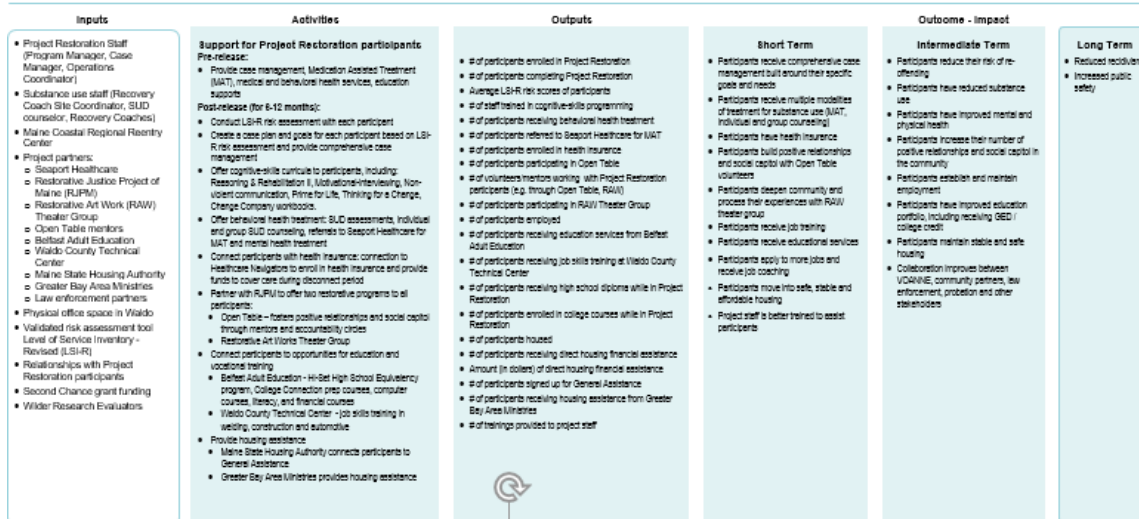 Inputs
Activities
Outputs
Outcome - Impact
• Project Restoration Staff
(Program Manager, Case
Manager, Operations
Coordinator)
• Substance use staff (Recovery
Coach Site Coordinator, SUD
counselor, Recovery Coaches)
• Maine Coastal Regional Reentry
Center
• Project partners:
o Seaport Healthcare
o Restorative Justice Project of
Maine (RJPM)
o Restorative Art Work (RAW)
Theater Group
o Open Table mentors
o Belfast Adult Education
o Waldo County Technical
Center
o Maine State Housing Authority
o Greater Bay Area Ministries
o Law enforcement partners
• Physical office space in Waldo
• Validated risk assessment tool
Level of Service Inventory -
Revised (LSI-R)
• Relationships with Project
Restoration participants
• Second Chance grant funding
• Wilder Research Evaluators
Support for Project Restoration participants
Pre-release:
• Provide case management, Medication Assisted Treatment
(MAT), medical and behavioral health services, education
supports
Post-release (for 6-12 months):
• Conduct LSI-R risk assessment with each participant
• Create a case plan and goals for each participant based on LSI-
R risk assessment and provide comprehensive case
management
• Offer cognitive-skills curricula to participants, including:
Reasoning & Rehabilitation II, Motivational-Interviewing, Non-
violent communication, Prime for Life, Thinking for a Change,
Change Company workbooks.
• Offer behavioral health treatment: SUD assessments, individual
and group SUD counseling, referrals to Seaport Healthcare for
MAT and mental health treatment
• Connect participants with health insurance: connection to
Healthcare Navigators to enroll in health insurance and provide
funds to cover care during disconnect period
• Partner with RJPM to offer two restorative programs to all
participants:
• Open Table – fosters positive relationships and social capital
through mentors and accountability circles
• Restorative Art Works Theater Group
• Connect participants to opportunities for education and
vocational training
• Belfast Adult Education - Hi-Set High School Equivalency
program, College Connection prep courses, computer
courses, literacy, and financial courses
• Waldo County Technical Center - job skills training in
welding, construction and automotive
• Provide housing assistance
• Maine State Housing Authority connects participants to
General Assistance
• Greater Bay Area Ministries provides housing assistance
• # of participants enrolled in Project Restoration
• # of participants completing Project Restoration
• Average LSI-R risk scores of participants
• # of staff trained in cognitive-skills programming
• # of participants receiving behavioral health treatment
• # of participants referred to Seaport Healthcare for MAT
• # of participants enrolled in health insurance
• # of participants participating in Open Table
• # of volunteers/mentors working with Project Restoration
participants (e.g. through Open Table, RAW)
• # of participants participating in RAW Theater Group
• # of participants employed
• # of participants receiving education services from Belfast
Adult Education
• # of participants receiving job skills training at Waldo County
Technical Center
• # of participants receiving high school diploma while in Project
Restoration
• # of participants enrolled in college courses while in Project
Restoration
• # of participants housed
• # of participants receiving direct housing financial assistance
• Amount (in dollars) of direct housing financial assistance
• # of participants signed up for General Assistance
• # of participants receiving housing assistance from Greater
Bay Area Ministries
• # of trainings provided to project staff
Short Term
• Participants receive comprehensive case
management built around their specific
goals and needs
• Participants receive multiple modalities
of treatment for substance use (MAT,
individual and group counseling)
• Participants have health insurance
• Participants build positive relationships
and social capitol with Open Table
volunteers
• Participants deepen community and
process their experiences with RAW
theater group
• Participants receive job training
• Participants receive educational services
• Participants apply to more jobs and
receive job coaching
• Participants move into safe, stable and
affordable housing
• Project staff is better trained to assist
participants
Intermediate Term
• Participants reduce their risk of re-
offending
• Participants have reduced substance
use
• Participants have improved mental and
physical health
• Participants increase their number of
positive relationships and social capitol in
the community
• Participants establish and maintain
employment
• Participants have improved education
portfolio, including receiving GED /
college credit
• Participants maintain stable and safe
housing
• Collaboration improves between
VOANNE, community partners, law
enforcement, probation and other
stakeholders
Long Term
• Reduced
• Increased public
safety